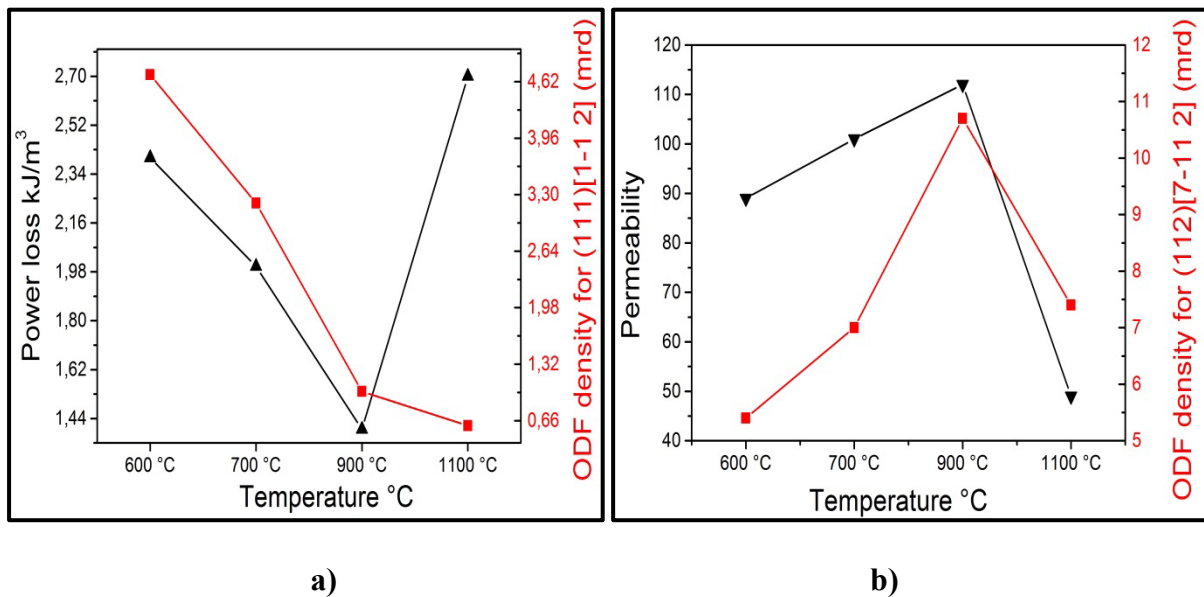 Power loss kJ/m³
2,70
2,52
2,34
2,16
1,98
1,80
1,62
1,44
4,62
3,96
3,30
2,64
1,98
1,32
0,66
ODF density for (111)[1-1 2] (mrd)
600 °C
700 °C
900 °C
1100 °C
Temperature °C
Permeability
120
110
100
90
80
70
60
50
40
12
11
10
9
8
7
6
5
ODF density for (112)[7-11 2] (mrd)
600 °C
700 °C
900 °C
1100 °C
Temperature °C
a)
b)